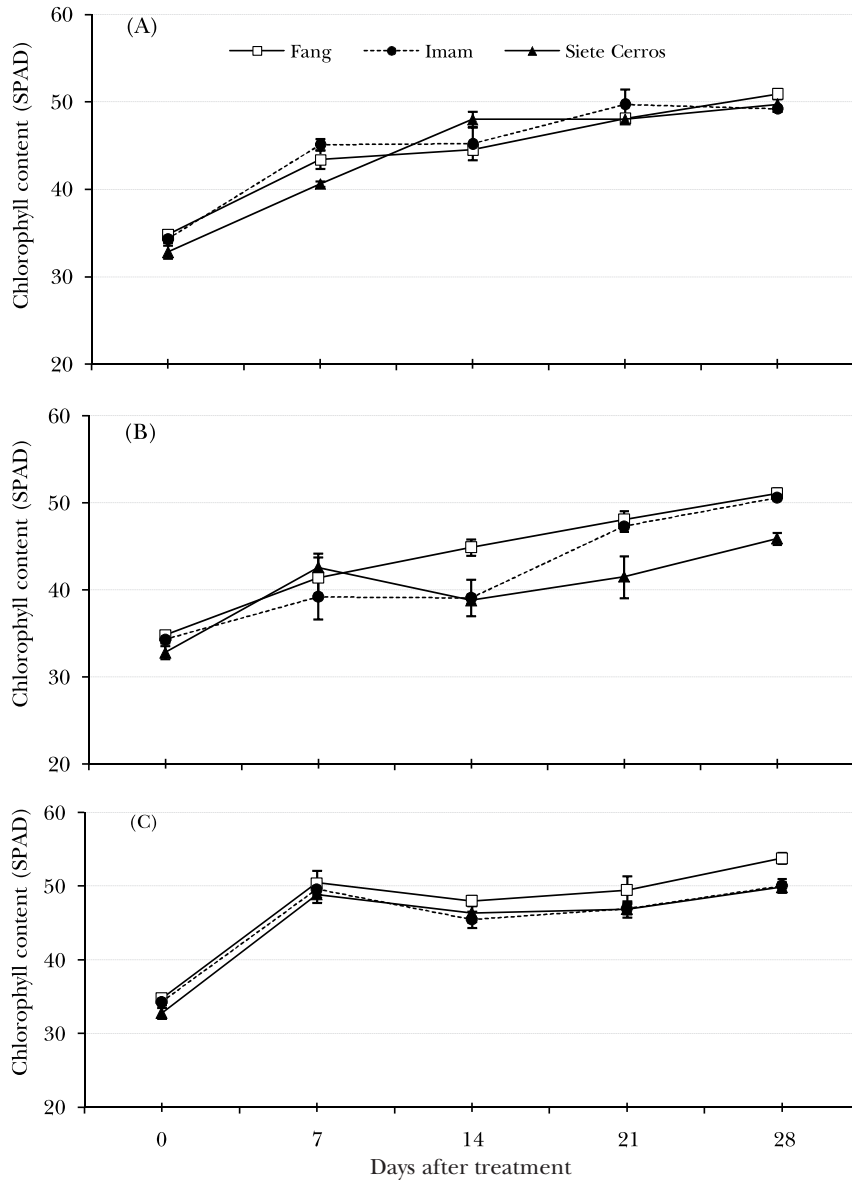 (A)
Fang Imam Siete Cerros
Chlorophyll content (SPAD)
60
50
40
30
20
(B)
Chlorophyll content (SPAD)
60
50
40
30
20
(C)
Chlorophyll content (SPAD)
60
50
40
30
20
0 7 14 21 28
Days after treatment